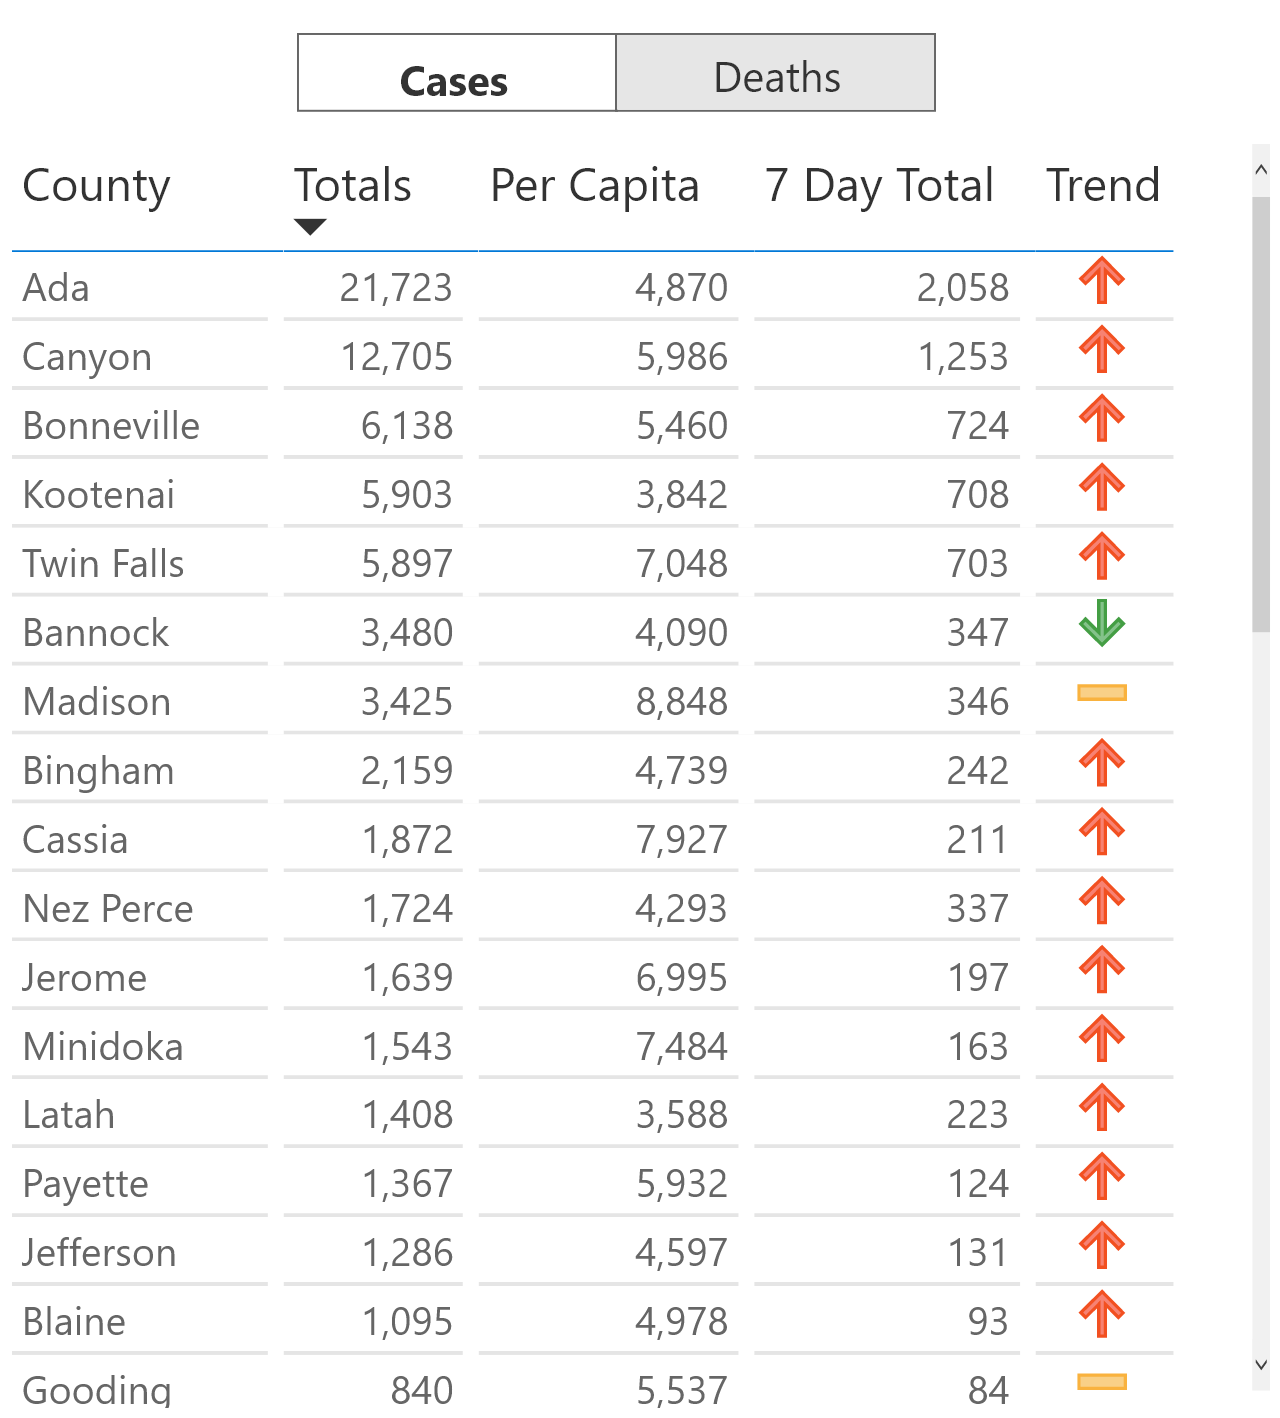 Cases Deaths
County Totals Per Capita 7 Day Total Trend
Ada 21,723 4,870 2,058
Canyon 12,705 5,986 1,253
Bonneville 6,138 5,460 724
Kootenai 5,903 3,842 708
Twin Falls 5,897 7,048 703
Bannock 3,480 4,090 347
Madison 3,425 8,848 346
Bingham 2,159 4,739 242
Cassia 1,872 7,927 211
Nez Perce 1,724 4,293 337
Jerome 1,639 6,995 197
Minidoka 1,543 7,484 163
Latah 1,408 3,588 223
Payette 1,367 5,932 124
Jefferson 1,286 4,597 131
Blaine 1,095 4,978 93
Gooding 840 5,537 84